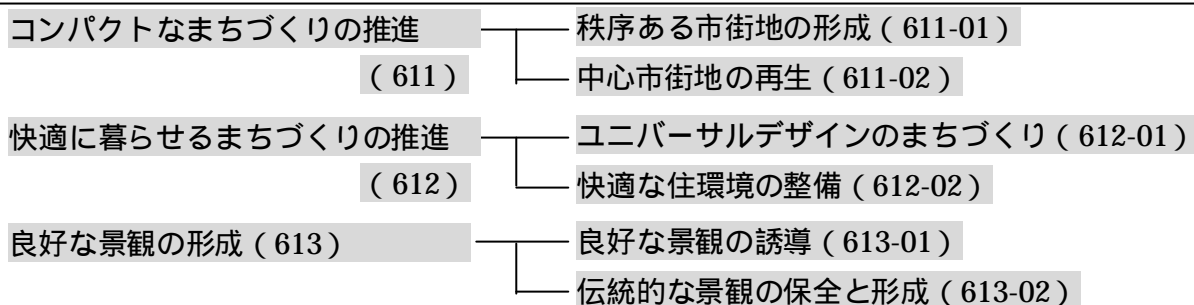 コンパクトなまちづくりの推進
（611）
秩序ある市街地の形成（611-01）
中心市街地の再生（611-02）
快適に暮らせるまちづくりの推進
（612）
ユニバーサルデザインのまちづくり（612-01）
快適な住環境の整備（612-02）
良好な景観の形成（613）
良好な景観の誘導（613-01）
伝統的な景観の保全と形成（613-02）